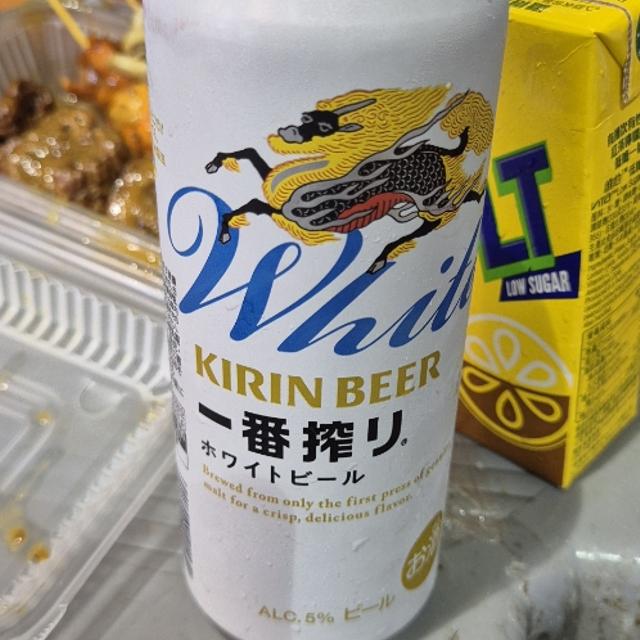 White
KIRIN BEER
一番搾り
ホワイトビール
Brewed from only the first press of
malt for a crisp, delicious flavor.
ALC.5% ビール
LT
LOW SUGAR